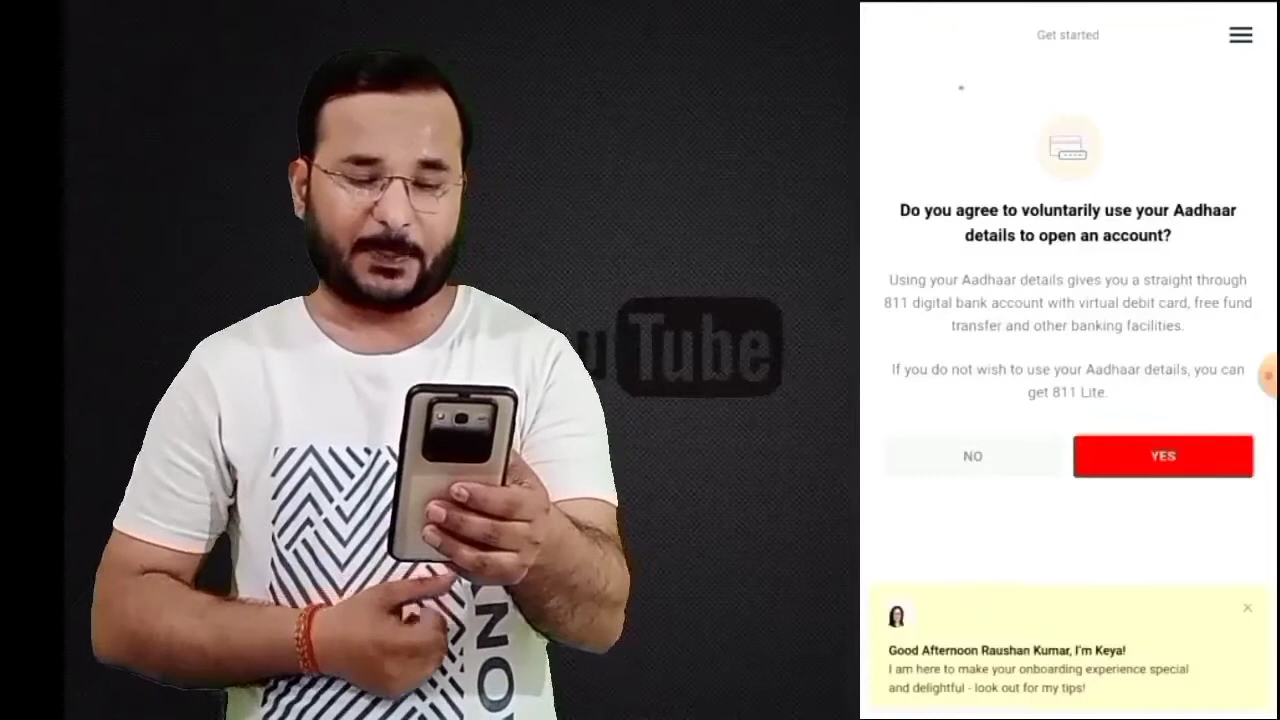 Get started
Do you agree to voluntarily use your Aadhaar
details to open an account?
Using your Aadhaar details gives you a straight through
811 digital bank account with virtual debit card, free fund
transfer and other banking facilities.
If you do not wish to use your Aadhaar details, you can
get 811 Lite.
NO
YES
Good Afternoon Raushan Kumar, I'm Keya!
I am here to make your onboarding experience special
and delightful - look out for my tips!
Tube